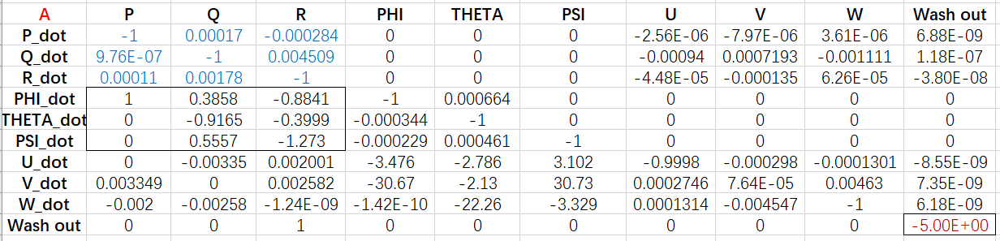 A P Q R PHI THETA PSI U V W Wash out
P_dot -1 0.00017 -0.000284 0 0 0 -2.56E-06 -7.97E-06 3.61E-06 6.88E-09
Q_dot 9.76E-07 -1 0.004509 0 0 0 -0.00094 0.0007193 -0.001111 1.18E-07
R_dot 0.00011 0.00178 -1 0 0 0 -4.48E-05 -0.000135 6.26E-05 -3.80E-08
PHI_dot 1 0.3858 -0.8841 -1 0.000664 0 0 0 0 0
THETA_dot 0 -0.9165 -0.3999 -0.000344 -1 0 0 0 0 0
PSI_dot 0 0.5557 -1.273 -0.000229 0.000461 -1 0 0 0 0
U_dot 0 -0.00335 0.002001 -3.476 -2.786 3.102 -0.9998 -0.000298 -0.0001301 -8.55E-09
V_dot 0.003349 0 0.002582 -30.67 -2.13 30.73 0.0002746 7.64E-05 0.00463 7.35E-09
W_dot -0.002 -0.00258 -1.24E-09 -1.42E-10 -22.26 -3.329 0.0001314 -0.004547 -1 6.18E-09
Wash out 0 0 1 0 0 0 0 0 0 -5.00E+00